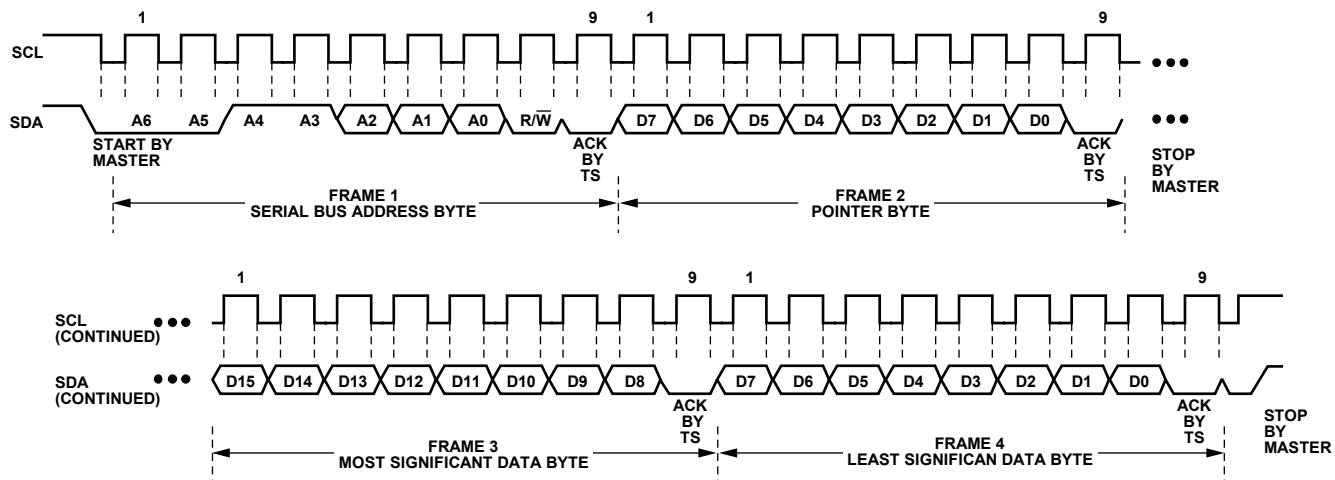 1 9 1 9
SCL
SDA
A6 A5 A4 A3 A2 A1 A0 R/W̅ D7 D6 D5 D4 D3 D2 D1 D0
START BY
MASTER
ACK
BY
TS
ACK
BY
TS
STOP
BY
MASTER
FRAME 1
SERIAL BUS ADDRESS BYTE
FRAME 2
POINTER BYTE
1 9 1 9
SCL
(CONTINUED)
SDA
(CONTINUED)
D15 D14 D13 D12 D11 D10 D9 D8 D7 D6 D5 D4 D3 D2 D1 D0
ACK
BY
TS
ACK
BY
TS
STOP
BY
MASTER
FRAME 3
MOST SIGNIFICANT DATA BYTE
FRAME 4
LEAST SIGNIFICAN DATA BYTE